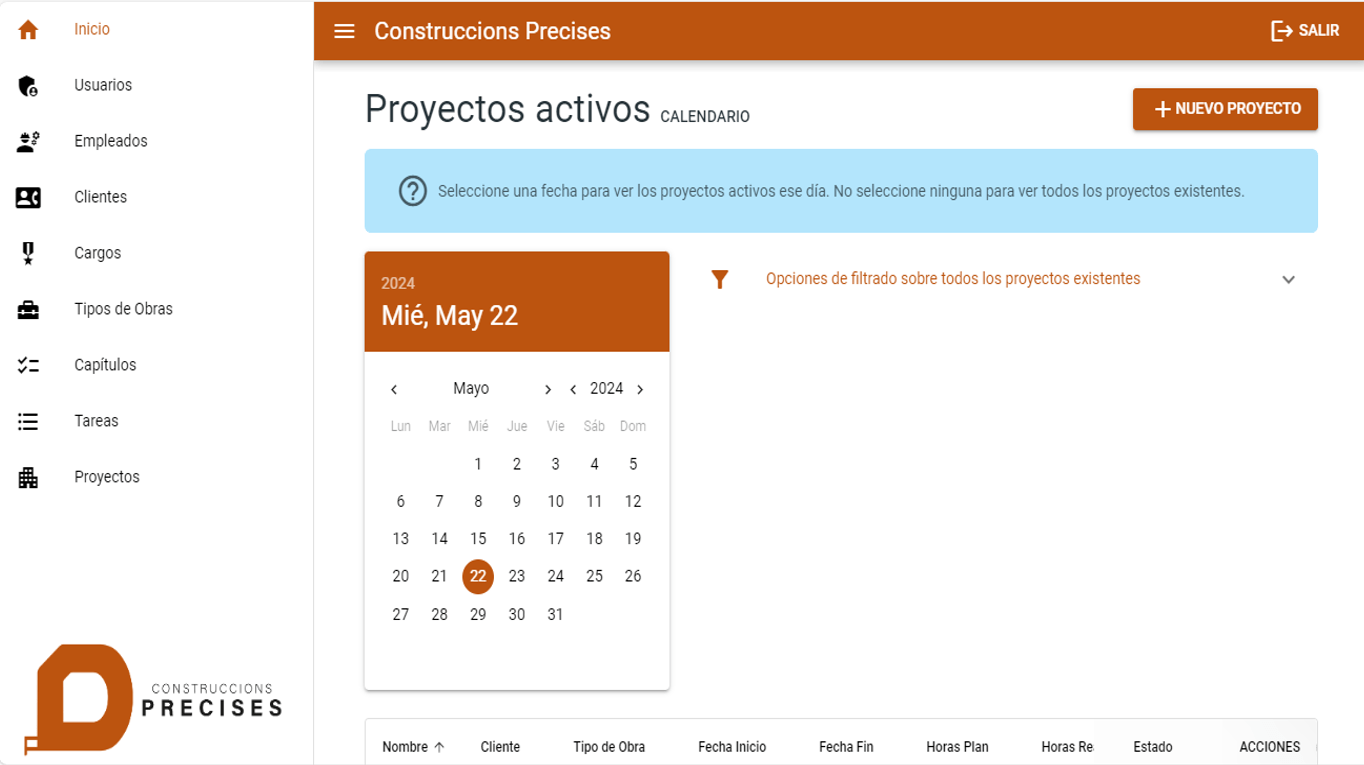 Inicio
Usuarios
Empleados
Clientes
Cargos
Tipos de Obras
Capítulos
Tareas
Proyectos
CONSTRUCCIONS
PRECISES
Construccions Precises
SALIR
Proyectos activos CALENDARIO
NUEVO PROYECTO
Seleccione una fecha para ver los proyectos activos ese día. No seleccione ninguna para ver todos los proyectos existentes.
2024
Mié, May 22
Mayo 2024
Lun Mar Mié Jue Vie Sáb Dom
1 2 3 4 5
6 7 8 9 10 11 12
13 14 15 16 17 18 19
20 21 22 23 24 25 26
27 28 29 30 31
Opciones de filtrado sobre todos los proyectos existentes
Nombre Cliente Tipo de Obra Fecha Inicio Fecha Fin Horas Plan Horas Estado ACCIONES